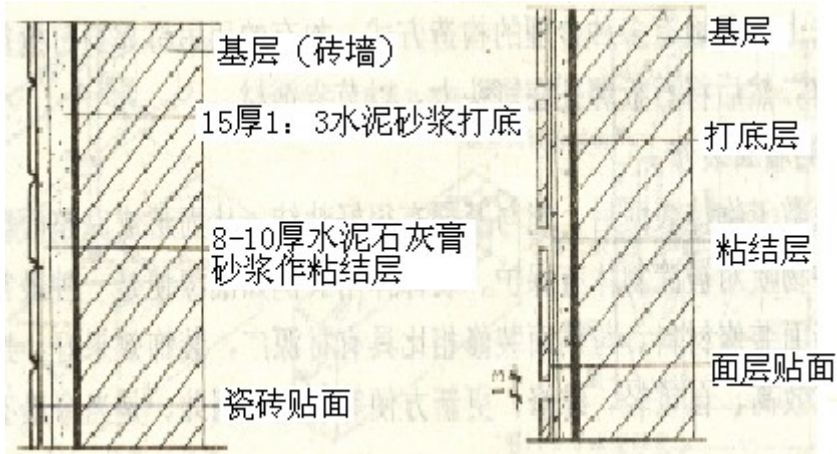 基层（砖墙）
15厚1：3水泥砂浆打底
8-10厚水泥石灰膏
砂浆作粘结层
瓷砖贴面
基层
打底层
粘结层
面层贴面
13